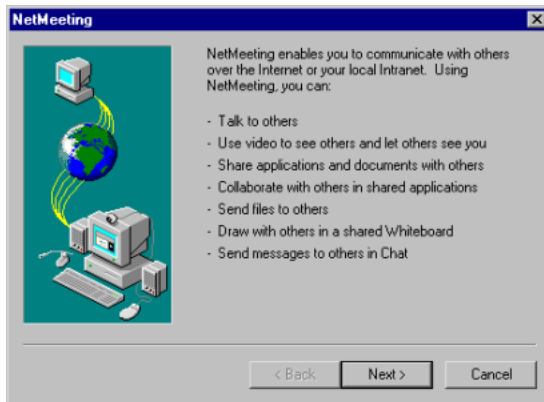 NetMeeting
NetMeeting enables you to communicate with others
over the Internet or your local Intranet. Using
NetMeeting, you can:
- Talk to others
- Use video to see others and let others see you
- Share applications and documents with others
- Collaborate with others in shared applications
- Send files to others
- Draw with others in a shared Whiteboard
- Send messages to others in Chat
< Back
Next >
Cancel